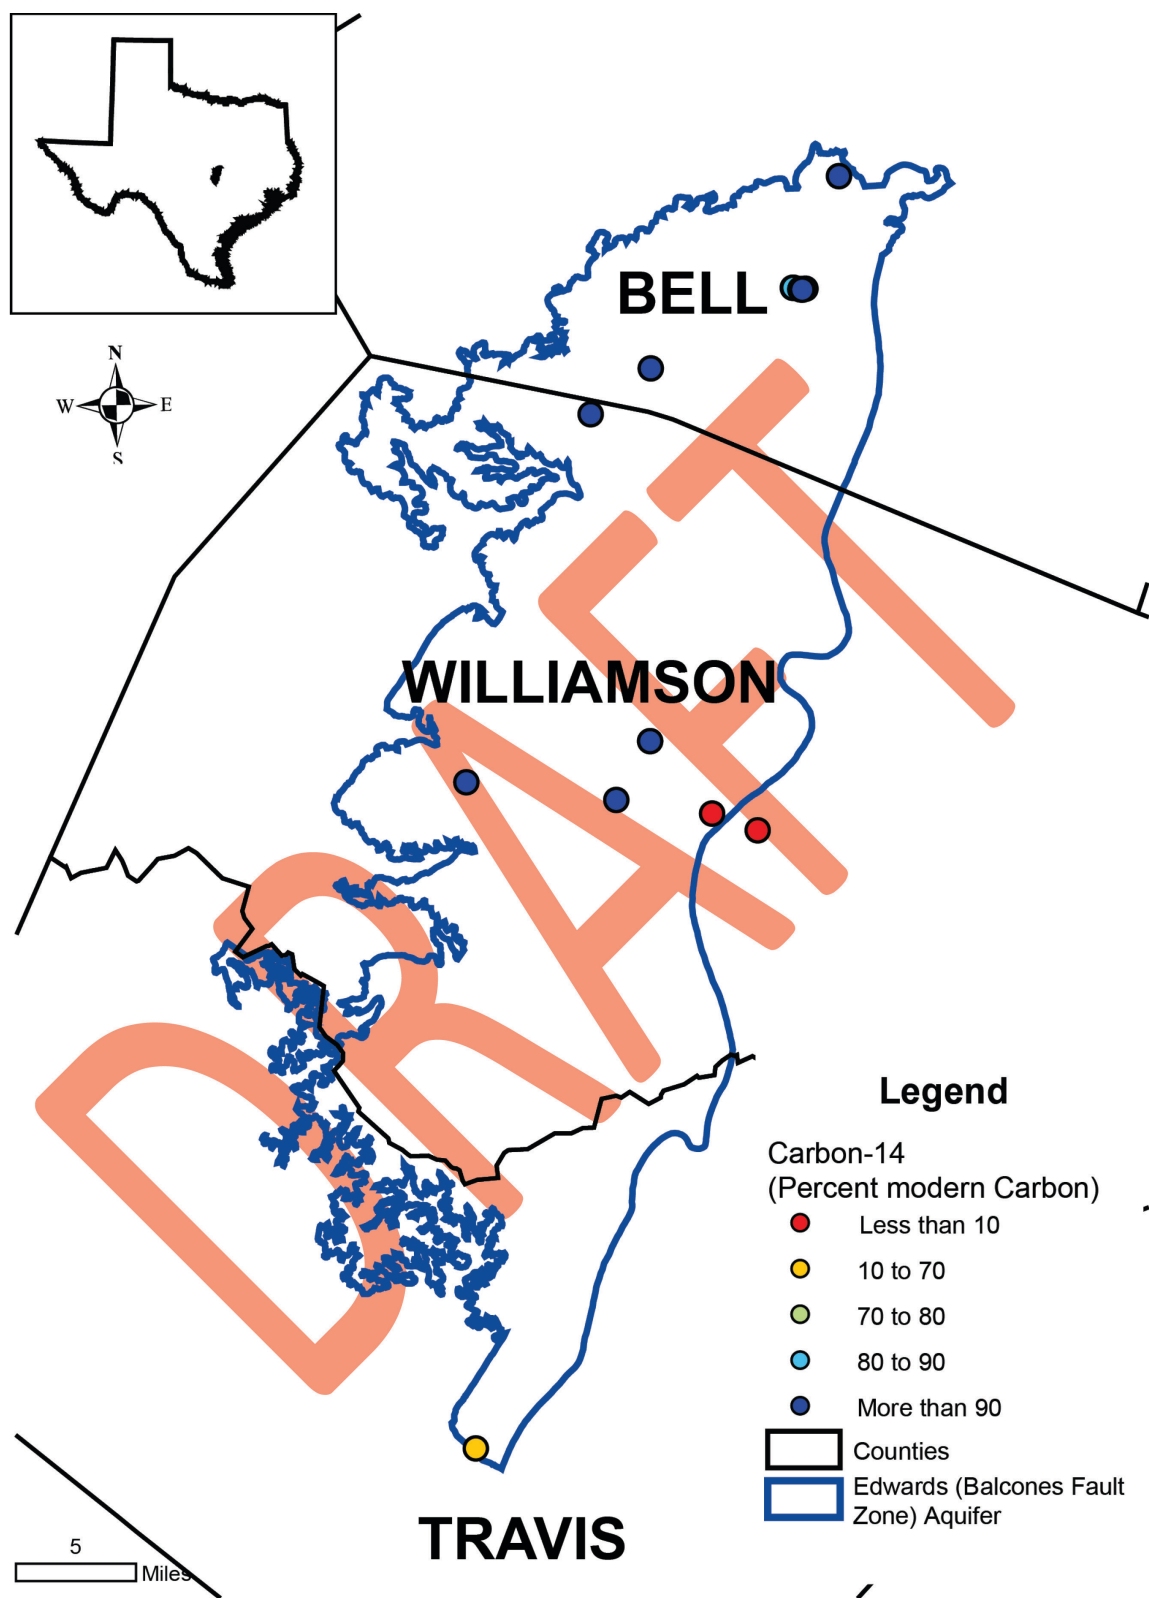 N
W E
S
BELL
WILLIAMSON
DRAFT
TRAVIS
Legend
Carbon-14
(Percent modern Carbon)
Less than 10
10 to 70
70 to 80
80 to 90
More than 90
Counties
Edwards (Balcones Fault
Zone) Aquifer
5
Miles